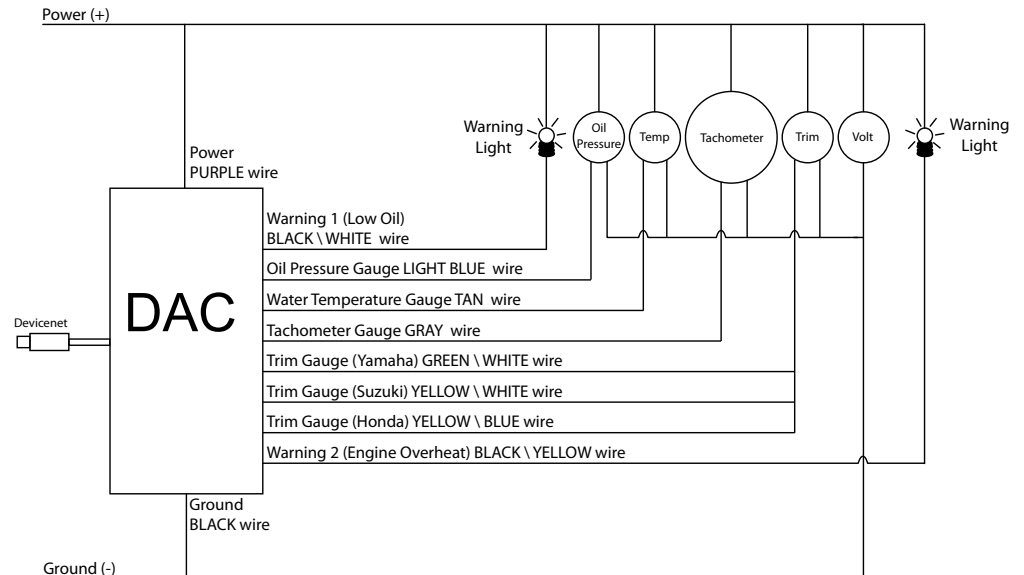 Power (+)
Warning
Light
Oil
Pressure
Temp
Tachometer
Trim
Volt
Warning
Light
Power
PURPLE wire
Warning 1 (Low Oil)
BLACK \ WHITE wire
Oil Pressure Gauge LIGHT BLUE wire
DAC
Water Temperature Gauge TAN wire
Devicenet
Tachometer Gauge GRAY wire
Trim Gauge (Yamaha) GREEN \ WHITE wire
Trim Gauge (Suzuki) YELLOW \ WHITE wire
Trim Gauge (Honda) YELLOW \ BLUE wire
Warning 2 (Engine Overheat) BLACK \ YELLOW wire
Ground
BLACK wire
Ground (-)